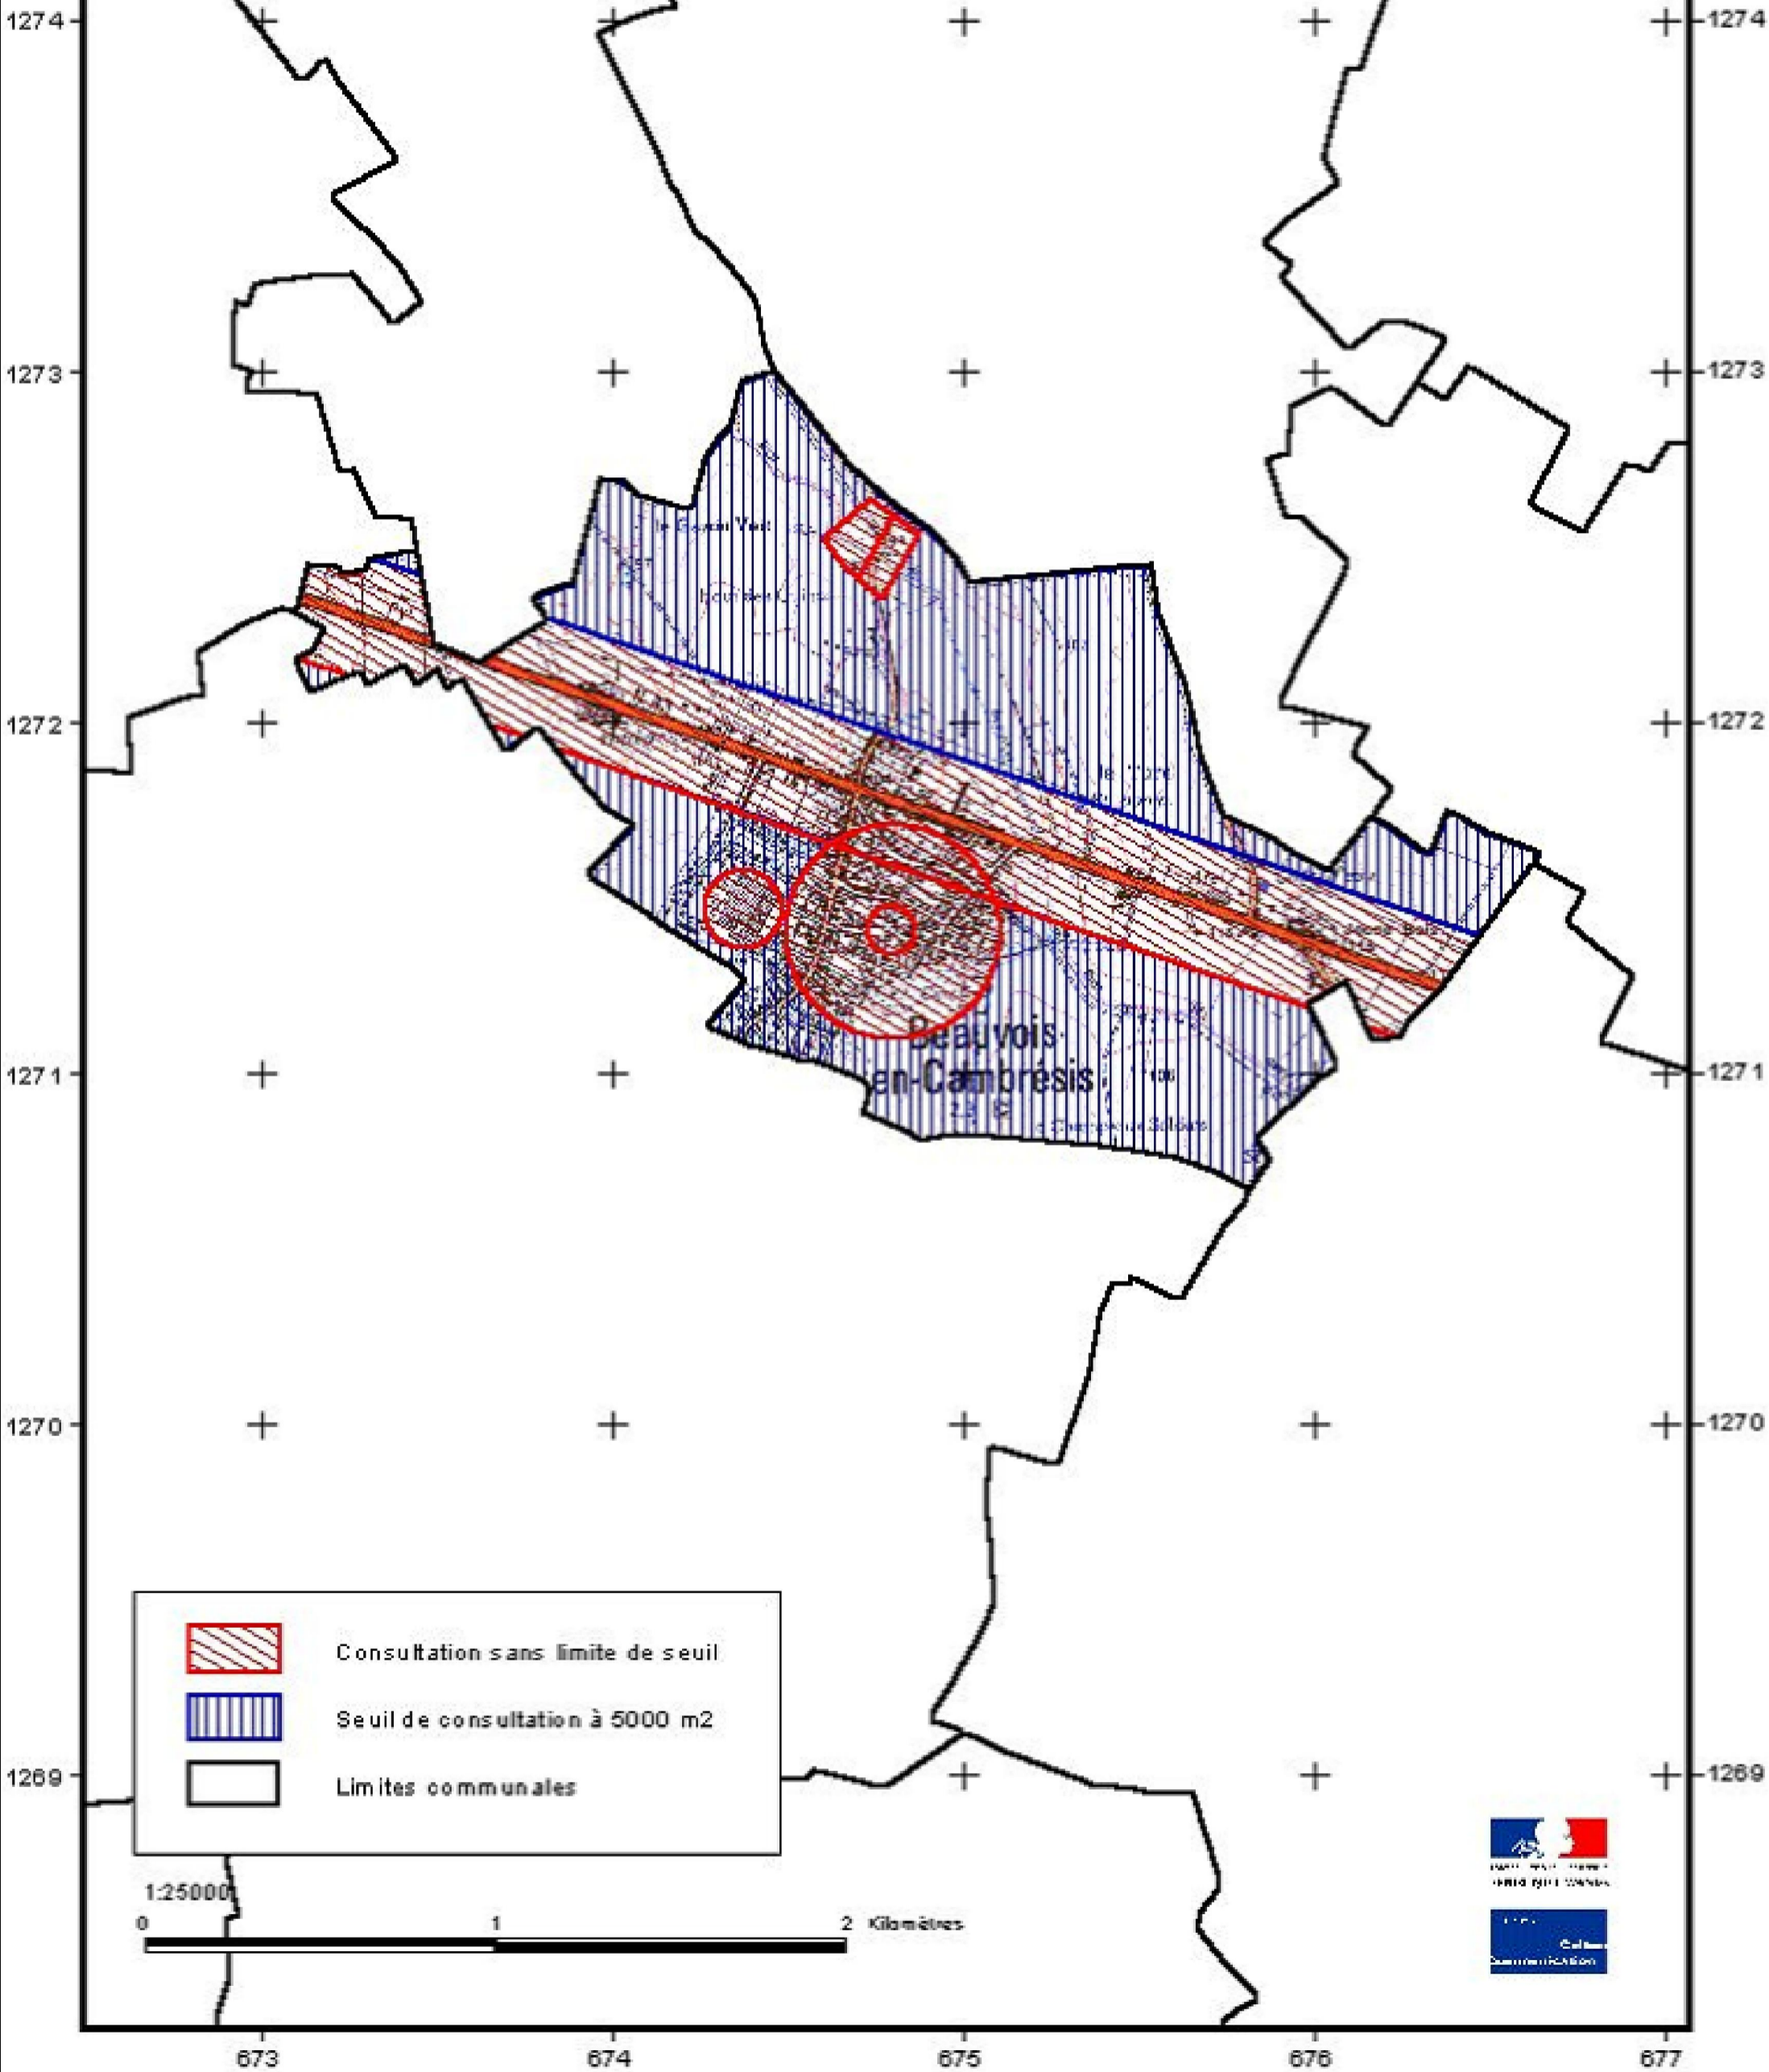 1274 1274
1273 1273
1272 1272
1271 1271
Beauvois
en-Cambrésis
106
1270 1270
1269 1269
Consultation sans limite de seuil
Seuil de consultation à 5000 m2
Limites communales
1:25000
0 1 2 Kilomètres
Communication
673 674 675 676 677